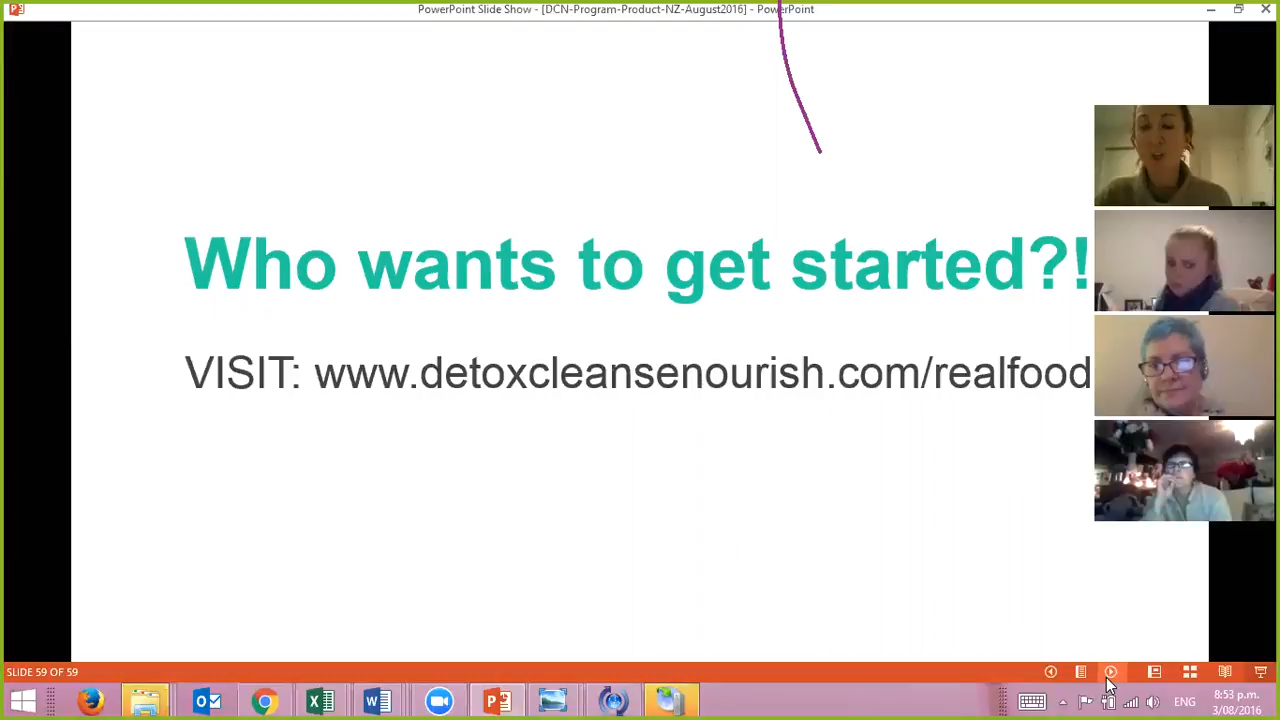 PowerPoint Slide Show - [DCN-Program-Product-NZ-August2016] - PowerPoint
Who wants to get started?!
VISIT: www.detoxcleansenourish.com/realfood
SLIDE 59 OF 59
ENG
8:53 p.m.
3/08/2016